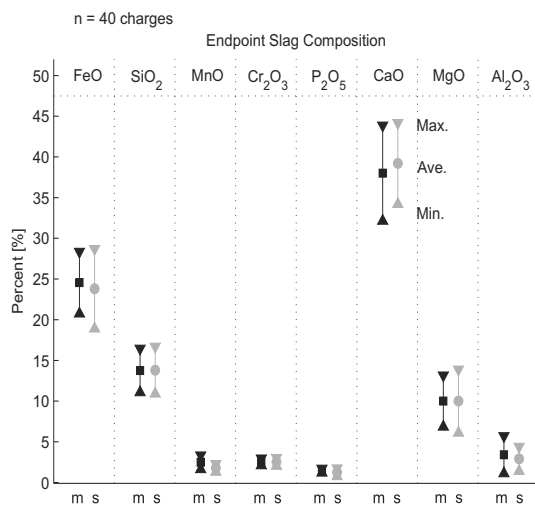 n = 40 charges
Endpoint Slag Composition
FeO SiO₂ MnO Cr₂O₃ P₂O₅ CaO MgO Al₂O₃
50
45
40
35
30
25
20
15
10
5
0
Percent [%]
Max.
Ave.
Min.
m s m s m s m s m s m s m s m s